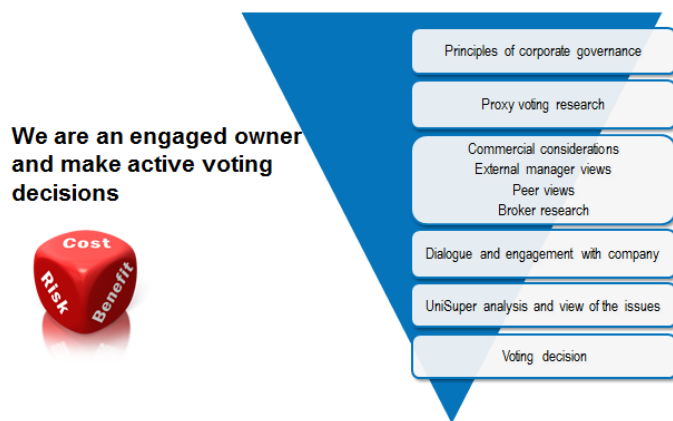 We are an engaged owner
and make active voting
decisions
Cost
Risk
Benefit
Principles of corporate governance
Proxy voting research
Commercial considerations
External manager views
Peer views
Broker research
Dialogue and engagement with company
UniSuper analysis and view of the issues
Voting decision